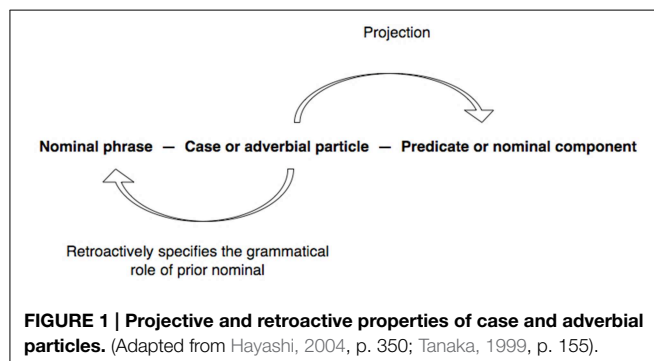 Projection
Nominal phrase — Case or adverbial particle — Predicate or nominal component
Retroactively specifies the grammatical
role of prior nominal
FIGURE 1 | Projective and retroactive properties of case and adverbial
particles. (Adapted from Hayashi, 2004, p. 350; Tanaka, 1999, p. 155).